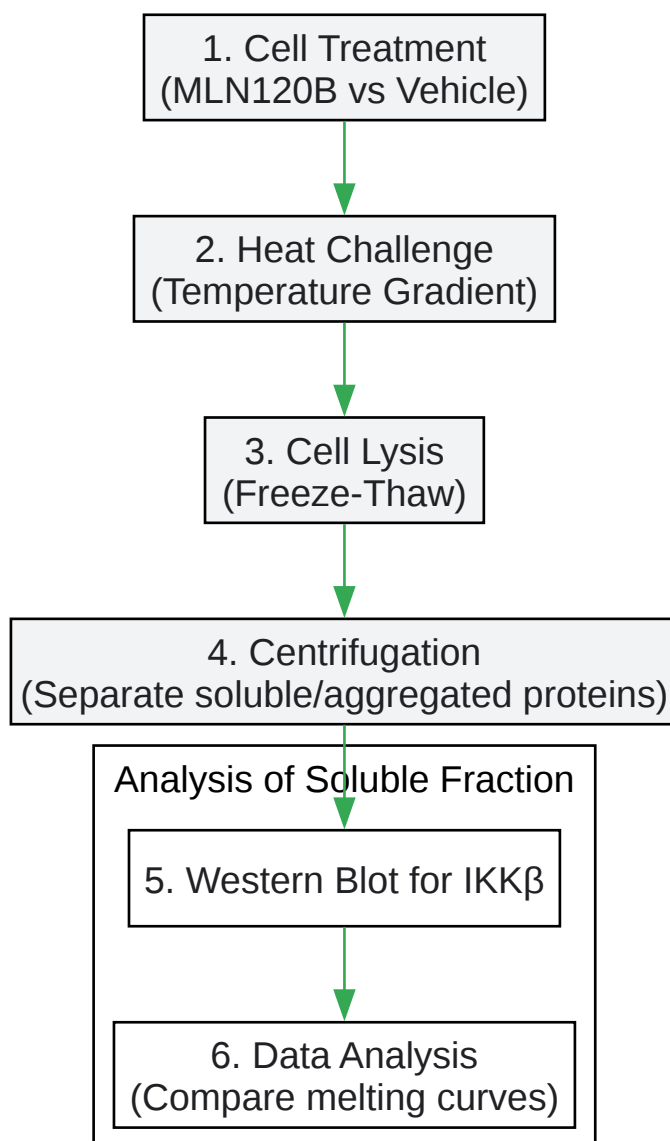 1. Cell Treatment
(MLN120B vs Vehicle)
2. Heat Challenge
(Temperature Gradient)
3. Cell Lysis
(Freeze-Thaw)
4. Centrifugation
(Separate soluble/aggregated proteins)
Analysis of Soluble Fraction
5. Western Blot for IKKβ
6. Data Analysis
(Compare melting curves)